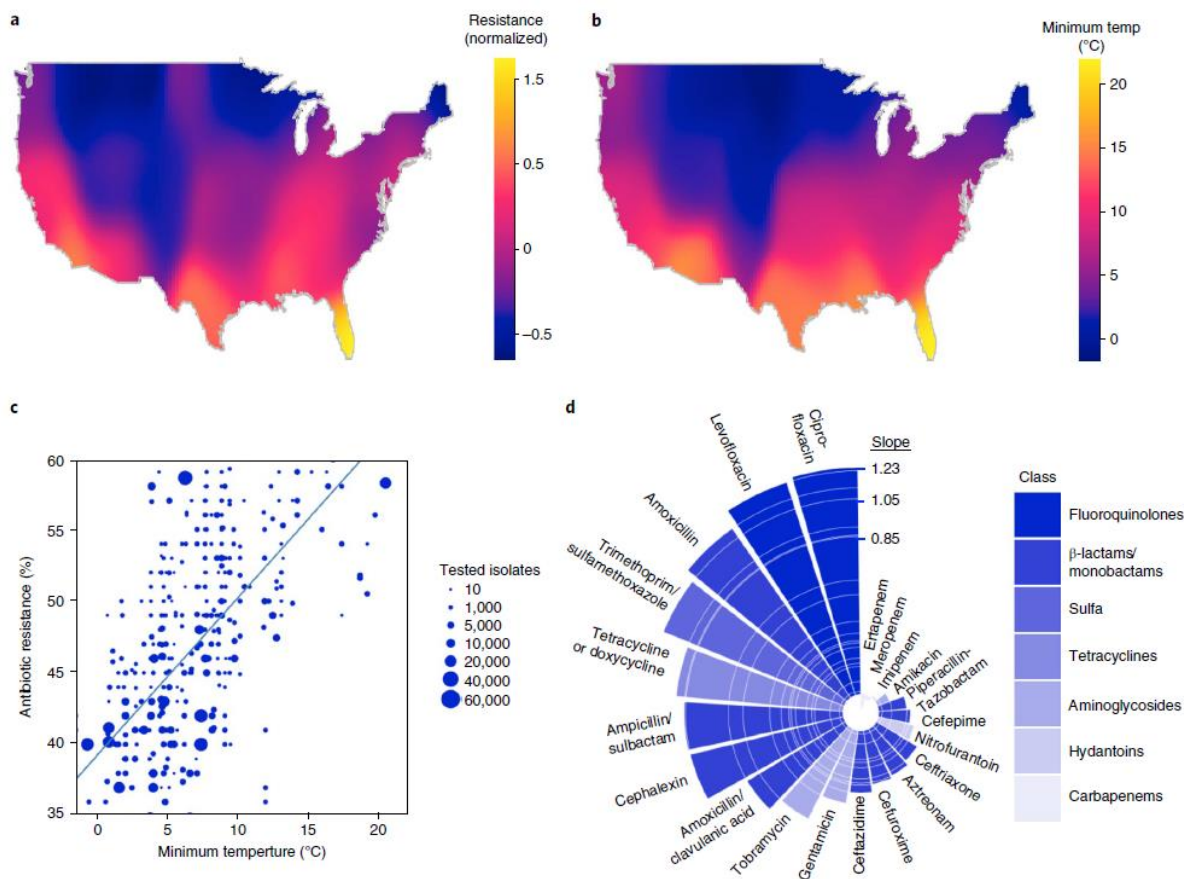 a
Resistance
(normalized)
1.5
0.5
0
–0.5
b
Minimum temp
(°C)
20
15
10
5
0
c
60
55
50
45
40
35
Antibiotic resistance (%)
0
5
10
15
20
Minimum temperture (°C)
Tested isolates
10
1,000
5,000
10,000
20,000
40,000
60,000
d
Slope
1.23
1.05
0.85
Cipro-
floxacin
Levofloxacin
Amoxicillin
Trimethoprim/
sulfamethoxazole
Tetracycline
or doxycycline
Ampicillin/
sulbactam
Cephalexin
Amoxicillin/
clavulanic acid
Tobramycin
Gentamicin
Ceftazidime
Cefuroxime
Aztreonam
Ceftriaxone
Nitrofurantoin
Cefepime
Piperacillin-
Tazobactam
Amikacin
Imipenem
Meropenem
Ertapenem
Class
Fluoroquinolones
β-lactams/
monobactams
Sulfa
Tetracyclines
Aminoglycosides
Hydantoins
Carbapenems